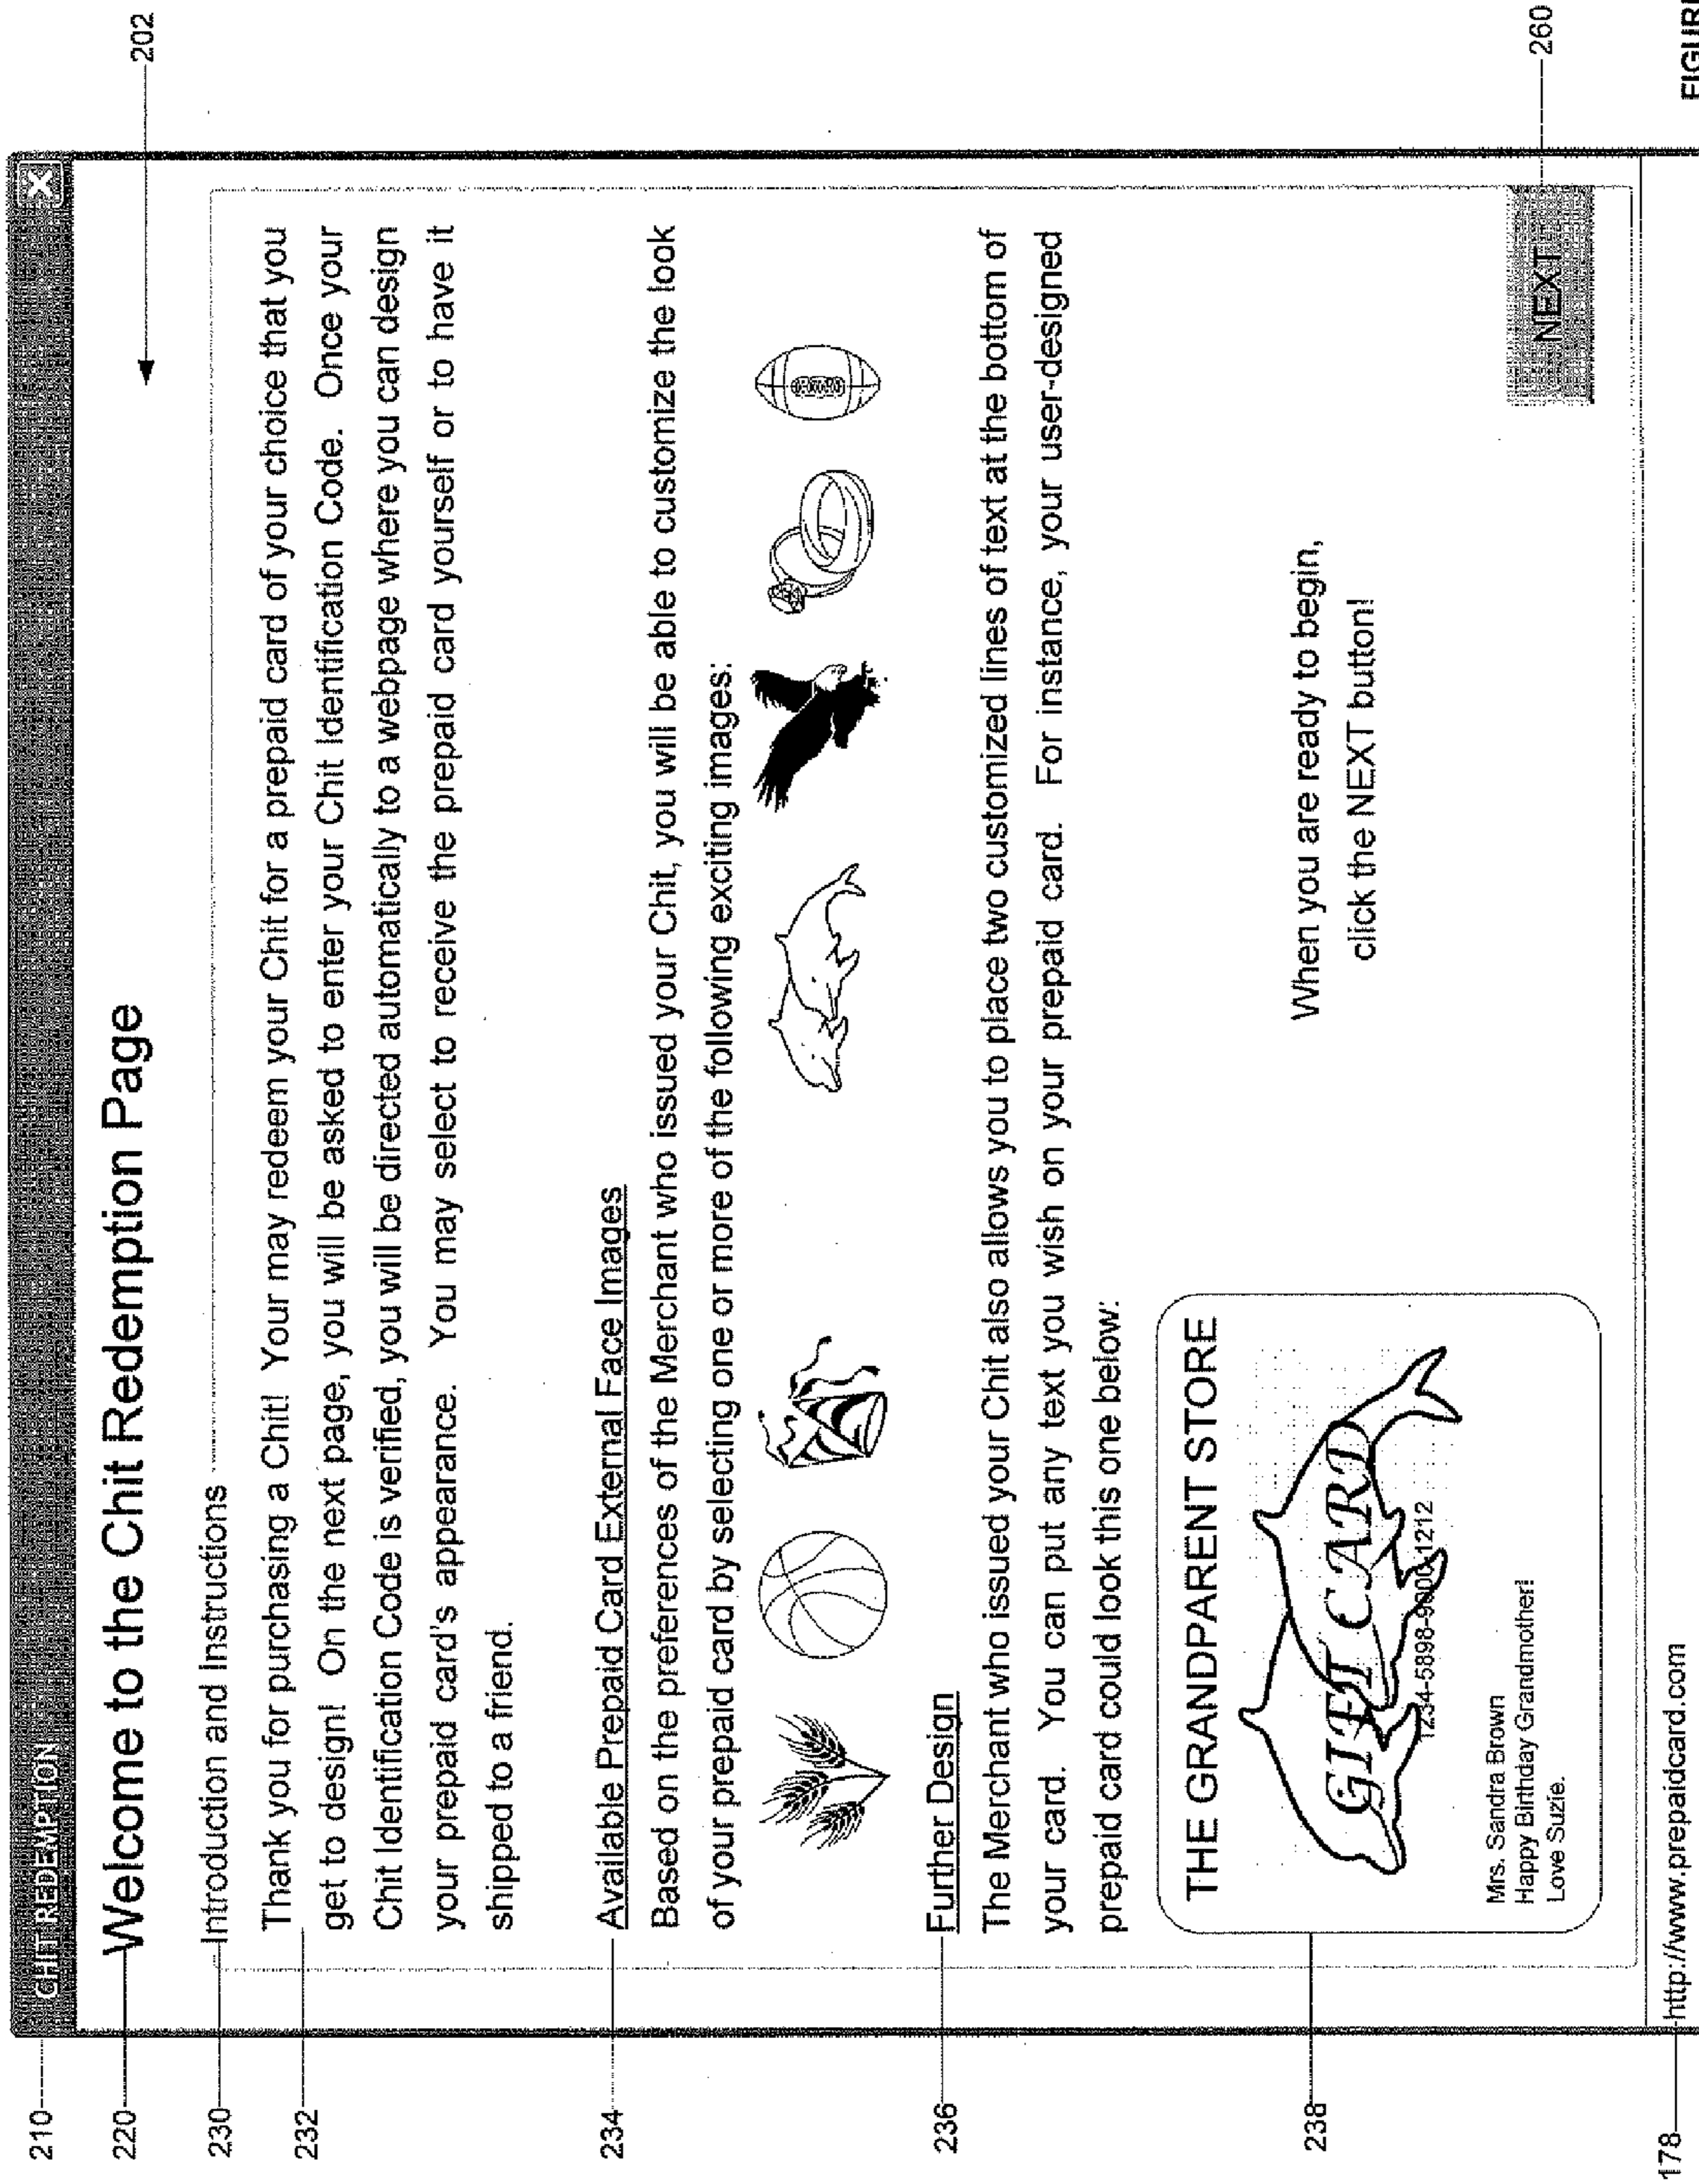 210
CHIT REDEMPTION
X
220
Welcome to the Chit Redemption Page
202
230
Introduction and Instructions
232
Thank you for purchasing a Chit! Your may redeem your Chit for a prepaid card of your choice that you
get to design! On the next page, you will be asked to enter your Chit Identification Code. Once your
Chit Identification Code is verified, you will be directed automatically to a webpage where you can design
your prepaid card's appearance. You may select to receive the prepaid card yourself or to have it
shipped to a friend.
234
Available Prepaid Card External Face Images
Based on the preferences of the Merchant who issued your Chit, you will be able to customize the look
of your prepaid card by selecting one or more of the following exciting images:
236
Further Design
The Merchant who issued your Chit also allows you to place two customized lines of text at the bottom of
your card. You can put any text you wish on your prepaid card. For instance, your user-designed
prepaid card could look this one below:
238
THE GRANDPARENT STORE
GIFT CARD
1234-5898-9000-1212
Mrs. Sandra Brown
Happy Birthday Grandmother!
Love Suzie.
When you are ready to begin,
click the NEXT button!
NEXT
260
178
http://www.prepaidcard.com